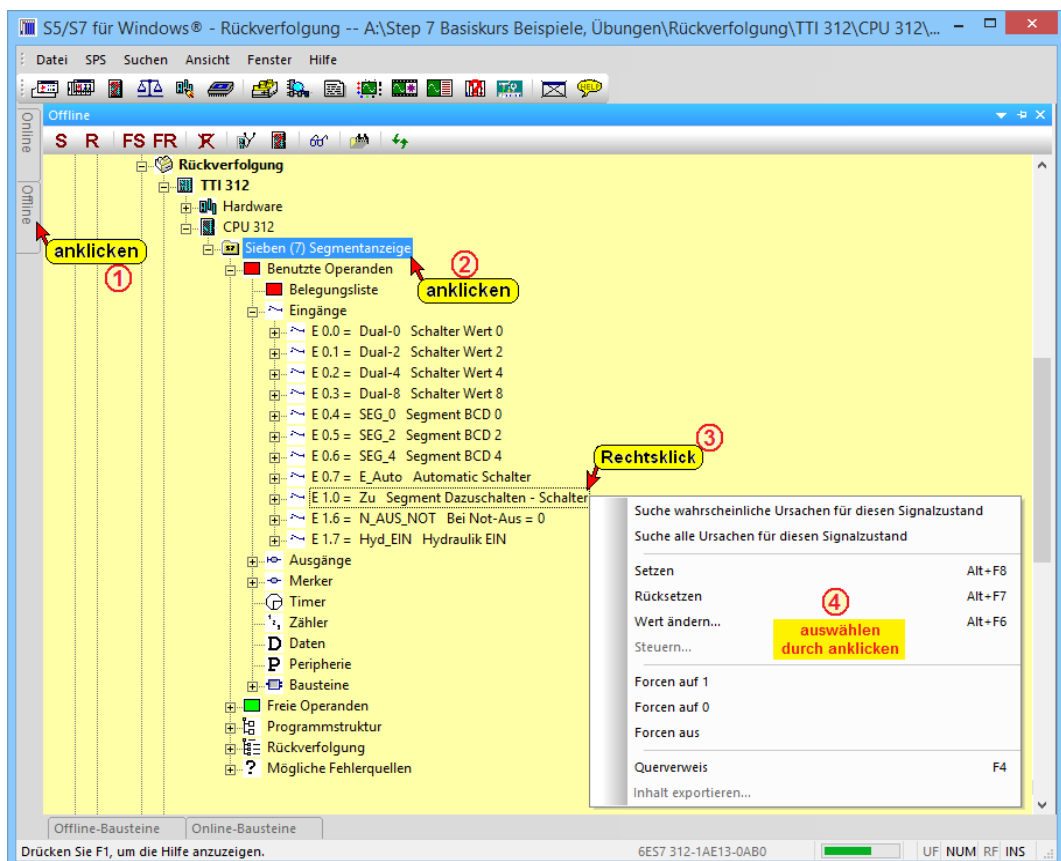 S5/S7 für Windows® - Rückverfolgung -- A:\Step 7 Basiskurs Beispiele, Übungen\Rückverfolgung\TTI 312\CPU 312\...
Datei SPS Suchen Ansicht Fenster Hilfe
HELP
Online
Offline
Offline
S R FS FR
Rückverfolgung
TTI 312
Hardware
CPU 312
anklicken
1
Sieben (7) Segmentanzeige
2
anklicken
Benutzte Operanden
Belegungsliste
Eingänge
E 0.0 = Dual-0 Schalter Wert 0
E 0.1 = Dual-2 Schalter Wert 2
E 0.2 = Dual-4 Schalter Wert 4
E 0.3 = Dual-8 Schalter Wert 8
E 0.4 = SEG_0 Segment BCD 0
E 0.5 = SEG_2 Segment BCD 2
E 0.6 = SEG_4 Segment BCD 4
3
Rechtsklick
E 0.7 = E_Auto Automatic Schalter
E 1.0 = Zu Segment Dazuschalten - Schalter
E 1.6 = N_AUS_NOT Bei Not-Aus = 0
E 1.7 = Hyd_EIN Hydraulik EIN
Ausgänge
Merker
Timer
Zähler
D Daten
P Peripherie
Bausteine
Freie Operanden
Programmstruktur
Rückverfolgung
? Mögliche Fehlerquellen
Suche wahrscheinliche Ursachen für diesen Signalzustand
Suche alle Ursachen für diesen Signalzustand
Setzen Alt+F8
Rücksetzen Alt+F7
Wert ändern... Alt+F6
Steuern...
4
auswählen
durch anklicken
Forcen auf 1
Forcen auf 0
Forcen aus
Querverweis F4
Inhalt exportieren...
Offline-Bausteine Online-Bausteine
Drücken Sie F1, um die Hilfe anzuzeigen. 6ES7 312-1AE13-0AB0 UF NUM RF INS